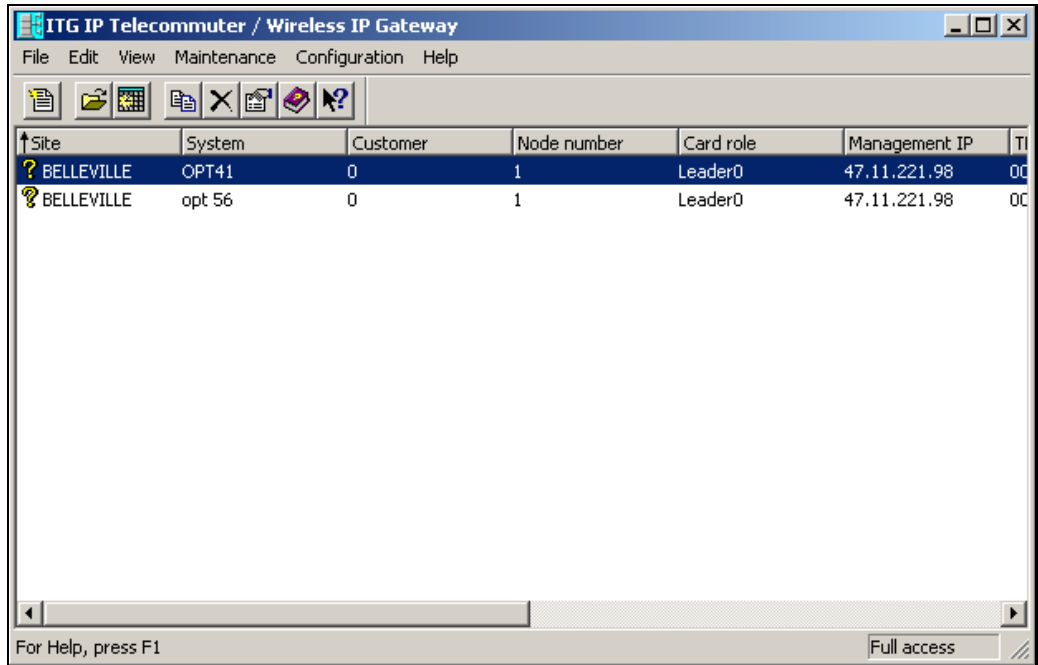 ITG IP Telecommuter / Wireless IP Gateway
File Edit View Maintenance Configuration Help
Site System Customer Node number Card role Management IP
BELLEVILLE OPT41 0 1 Leader0 47.11.221.98
BELLEVILLE opt 56 0 1 Leader0 47.11.221.98
For Help, press F1 Full access